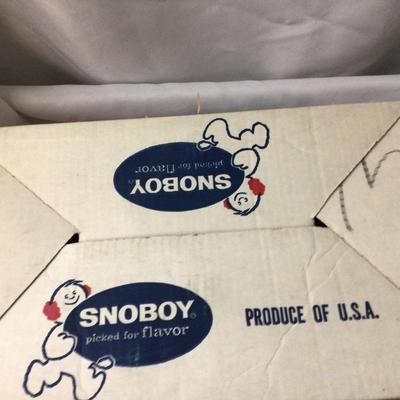 SNOBOY®
picked for flavor
SNOBOY®
picked for flavor
PRODUCE OF U.S.A.